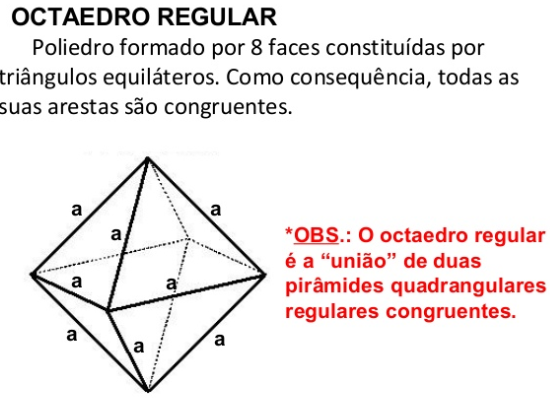 OCTAEDRO REGULAR
Poliedro formado por 8 faces constituídas por
triângulos equiláteros. Como consequência, todas as
suas arestas são congruentes.
a
a
a
*OBS.: O octaedro regular
é a “união” de duas
a
a
pirâmides quadrangulares
regulares congruentes.
a
a
a